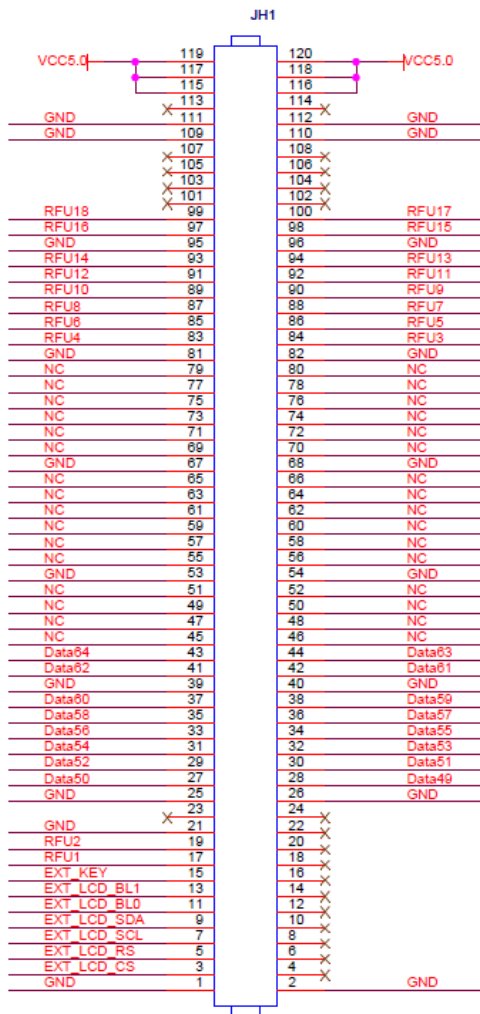 JH1
VCC5.0 119 120 VCC5.0
117 118
115 116
113 114
GND 111 112 GND
GND 109 110 GND
107 108
105 106
103 104
101 102
RFU18 99 100 RFU17
RFU16 97 98 RFU15
GND 95 96 GND
RFU14 93 94 RFU13
RFU12 91 92 RFU11
RFU10 89 90 RFU9
RFU8 87 88 RFU7
RFU6 85 86 RFU5
RFU4 83 84 RFU3
GND 81 82 GND
NC 79 80 NC
NC 77 78 NC
NC 75 76 NC
NC 73 74 NC
NC 71 72 NC
NC 69 70 NC
GND 67 68 GND
NC 65 66 NC
NC 63 64 NC
NC 61 62 NC
NC 59 60 NC
NC 57 58 NC
NC 55 56 NC
GND 53 54 GND
NC 51 52 NC
NC 49 50 NC
NC 47 48 NC
NC 45 46 NC
Data64 43 44 Data63
Data62 41 42 Data61
GND 39 40 GND
Data60 37 38 Data59
Data58 35 36 Data57
Data56 33 34 Data55
Data54 31 32 Data53
Data52 29 30 Data51
Data50 27 28 Data49
GND 25 26 GND
23 24
GND 21 22
RFU2 19 20
RFU1 17 18
EXT_KEY 15 16
EXT_LCD_BL1 13 14
EXT_LCD_BL0 11 12
EXT_LCD_SDA 9 10
EXT_LCD_SCL 7 8
EXT_LCD_RS 5 6
EXT_LCD_CS 3 4
GND 1 2 GND